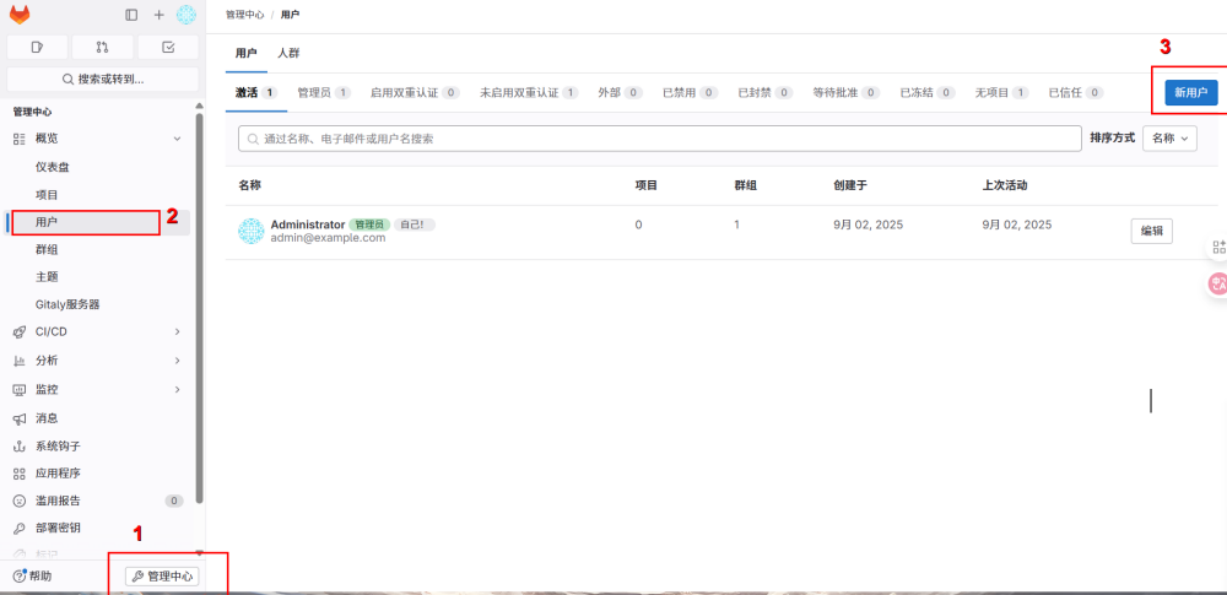 管理中心 / 用户
搜索或转到...
管理中心
概览
仪表盘
项目
用户
2
群组
主题
Gitaly服务器
CI/CD
分析
监控
消息
系统钩子
应用程序
滥用报告 0
部署密钥
标记
1
帮助
管理中心
用户 人群
3
激活 1 管理员 1 启用双重认证 0 未启用双重认证 1 外部 0 已禁用 0 已封禁 0 等待批准 0 已冻结 0 无项目 1 已信任 0 新用户
通过名称、电子邮件或用户名搜索 排序方式 名称
名称 项目 群组 创建于 上次活动
Administrator 管理员 自己! 0 1 9月 02, 2025 9月 02, 2025 编辑
admin@example.com